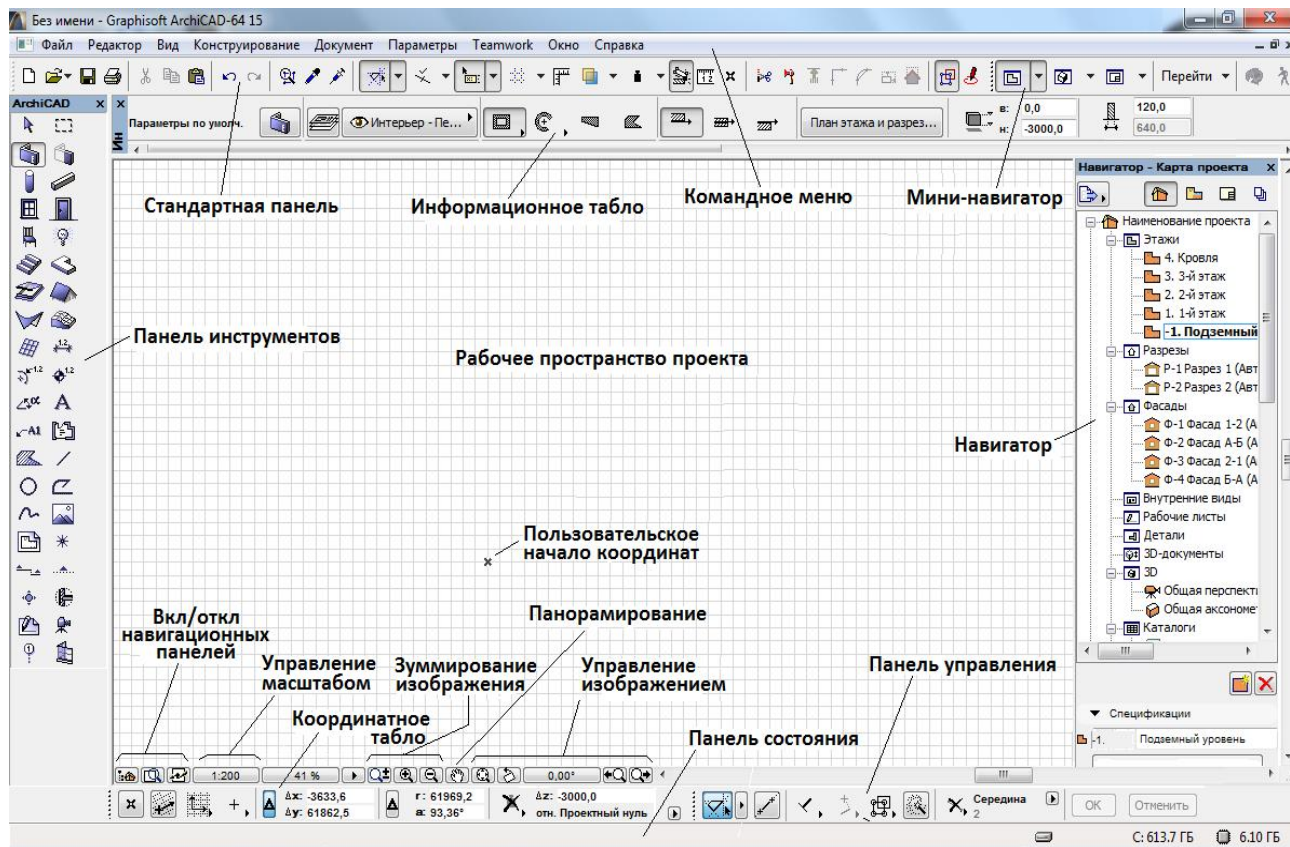 Без имени - Graphisoft ArchiCAD-64 15
Файл Редактор Вид Конструирование Документ Параметры Teamwork Окно Справка
Перейти
ArchiCAD
Ин
Параметры по умолч.
Интерьер - Пе...
План этажа и разрез...
в: 0,0
н: -3000,0
120,0
640,0
Стандартная панель
Информационное табло
Командное меню
Мини-навигатор
Навигатор - Карта проекта
Наименование проекта
Этажи
4. Кровля
3. 3-й этаж
2. 2-й этаж
1. 1-й этаж
-1. Подземный
Разрезы
Р-1 Разрез 1 (Авт
Р-2 Разрез 2 (Авт
Фасады
Ф-1 Фасад 1-2 (А
Ф-2 Фасад А-Б (А
Ф-3 Фасад 2-1 (А
Ф-4 Фасад Б-А (А
Внутренние виды
Рабочие листы
Детали
3D-документы
3D
Общая перспект
Общая аксономе
Каталоги
Панель инструментов
Рабочее пространство проекта
Навигатор
Пользовательское
начало координат
Вкл/откл
навигационных
панелей
Управление
масштабом
Зуммирование
изображения
Панорамирование
Управление
изображением
Панель управления
Координатное
табло
Панель состояния
Спецификации
-1. Подземный уровень
1:200
41 %
0,00°
Δx: -3633,6
Δy: 61862,5
r: 61969,2
a: 93,36°
Δz: -3000,0
отн. Проектный нуль
Середина
2
OK
Отменить
C: 613.7 ГБ
6.10 ГБ